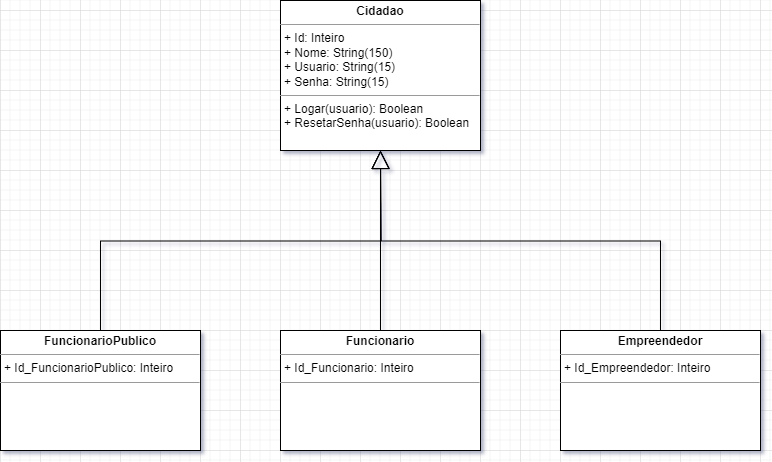 Cidadao
+ Id: Inteiro
+ Nome: String(150)
+ Usuario: String(15)
+ Senha: String(15)
+ Logar(usuario): Boolean
+ ResetarSenha(usuario): Boolean
FuncionarioPublico
+ Id_FuncionarioPublico: Inteiro
Funcionario
+ Id_Funcionario: Inteiro
Empreendedor
+ Id_Empreendedor: Inteiro